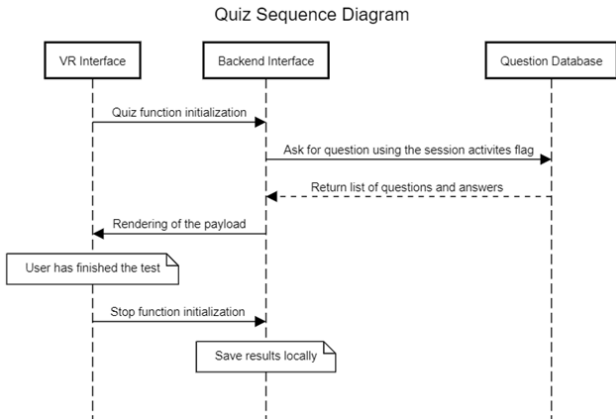 Quiz Sequence Diagram
VR Interface
Backend Interface
Question Database
Quiz function initialization
Ask for question using the session activites flag
Return list of questions and answers
Rendering of the payload
User has finished the test
Stop function initialization
Save results locally